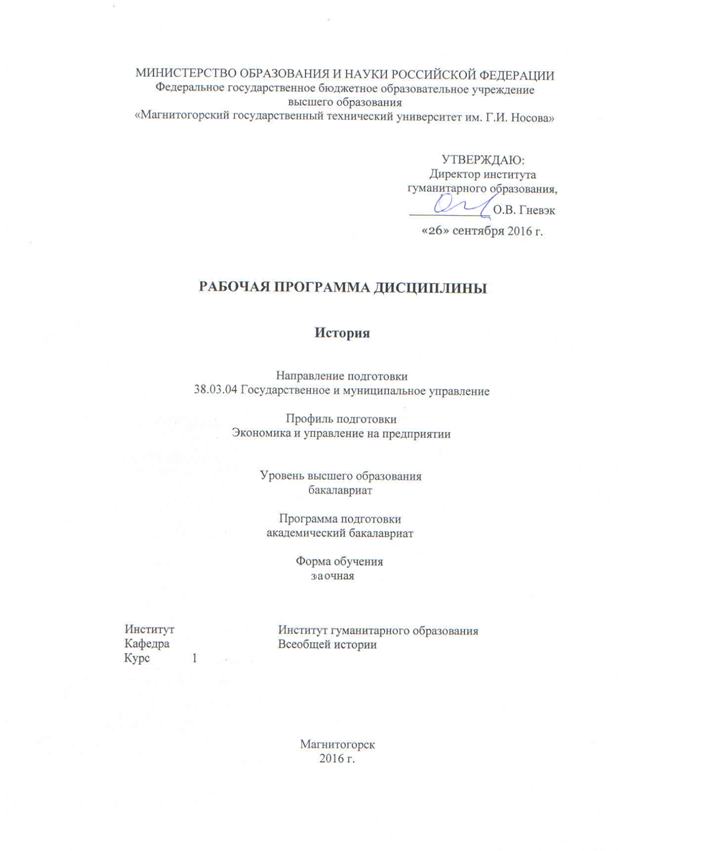 МИНИСТЕРСТВО ОБРАЗОВАНИЯ И НАУКИ РОССИЙСКОЙ ФЕДЕРАЦИИ
Федеральное государственное бюджетное образовательное учреждение
высшего образования
«Магнитогорский государственный технический университет им. Г.И. Носова»
УТВЕРЖДАЮ:
Директор института
гуманитарного образования,
О.В. Гневэк
«26» сентября 2016 г.
РАБОЧАЯ ПРОГРАММА ДИСЦИПЛИНЫ
История
Направление подготовки
38.03.04 Государственное и муниципальное управление
Профиль подготовки
Экономика и управление на предприятии
Уровень высшего образования
бакалавриат
Программа подготовки
академический бакалавриат
Форма обучения
заочная
Институт Институт гуманитарного образования
Кафедра Всеобщей истории
Курс 1
Магнитогорск
2016 г.